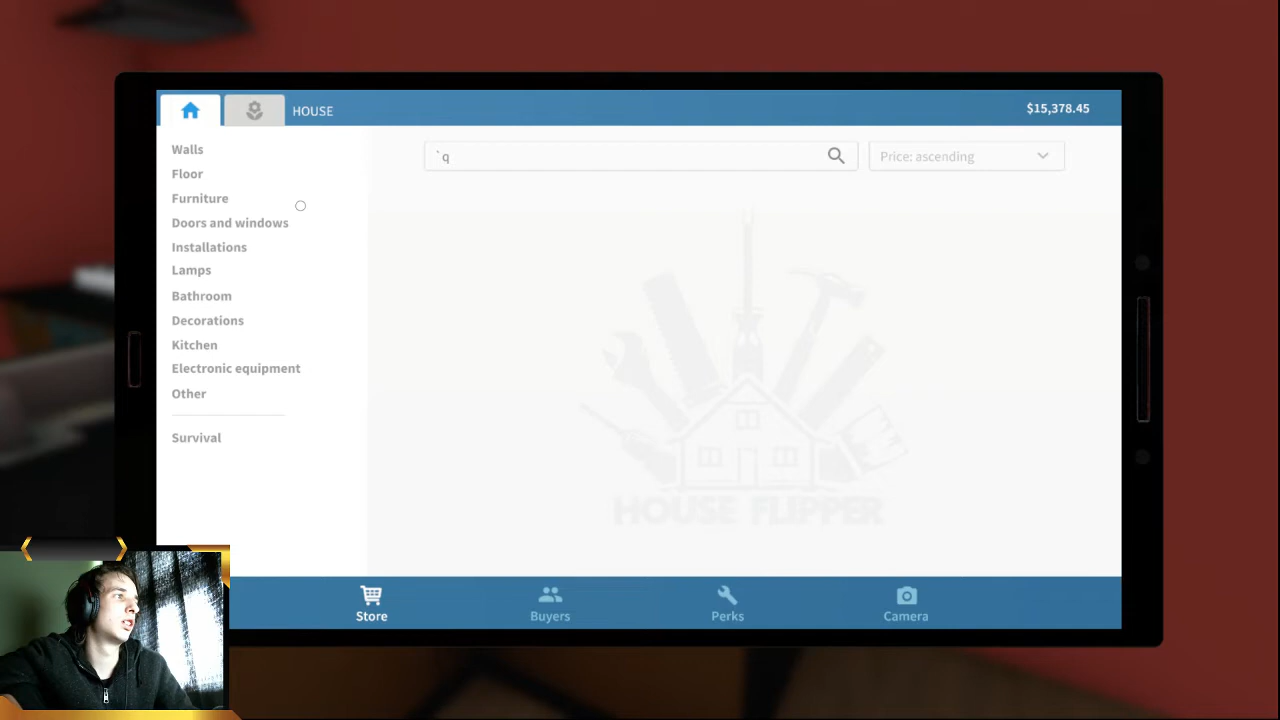 HOUSE
$15,378.45
`q
Price: ascending
Walls
Floor
Furniture
Doors and windows
Installations
Lamps
Bathroom
Decorations
Kitchen
Electronic equipment
Other
Survival
HOUSE FLIPPER
Store
Buyers
Perks
Camera